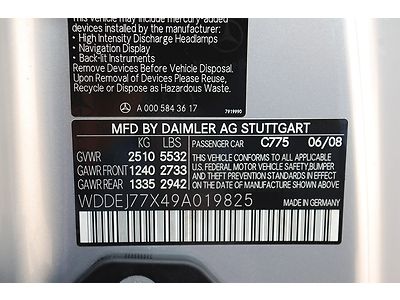 This vehicle may include mercury-added
devices installed by the manufacturer:
• High Intensity Discharge Headlamps
• Navigation Display
• Back-lit Instruments
Remove Devices Before Vehicle Disposal
Upon Removal of Devices Please Reuse,
Recycle or Dispose as Hazardous Waste.
A 000 584 36 17
7919990
MFD BY DAIMLER AG STUTTGART
KG LBS PASSENGER CAR C775 06/08
GVWR 2510 5532
GAWR FRONT 1240 2733
GAWR REAR 1335 2942
THIS VEHICLE CONFORMS TO ALL APPLICABLE
U.S. FEDERAL MOTOR VEHICLE SAFETY
BUMPER, AND THEFT PREVENTION STANDARDS
IN EFFECT ON THE DATE OF
MANUFACTURE SHOWN ABOVE.
WDDEJ77X49A019825
MADE IN GERMANY